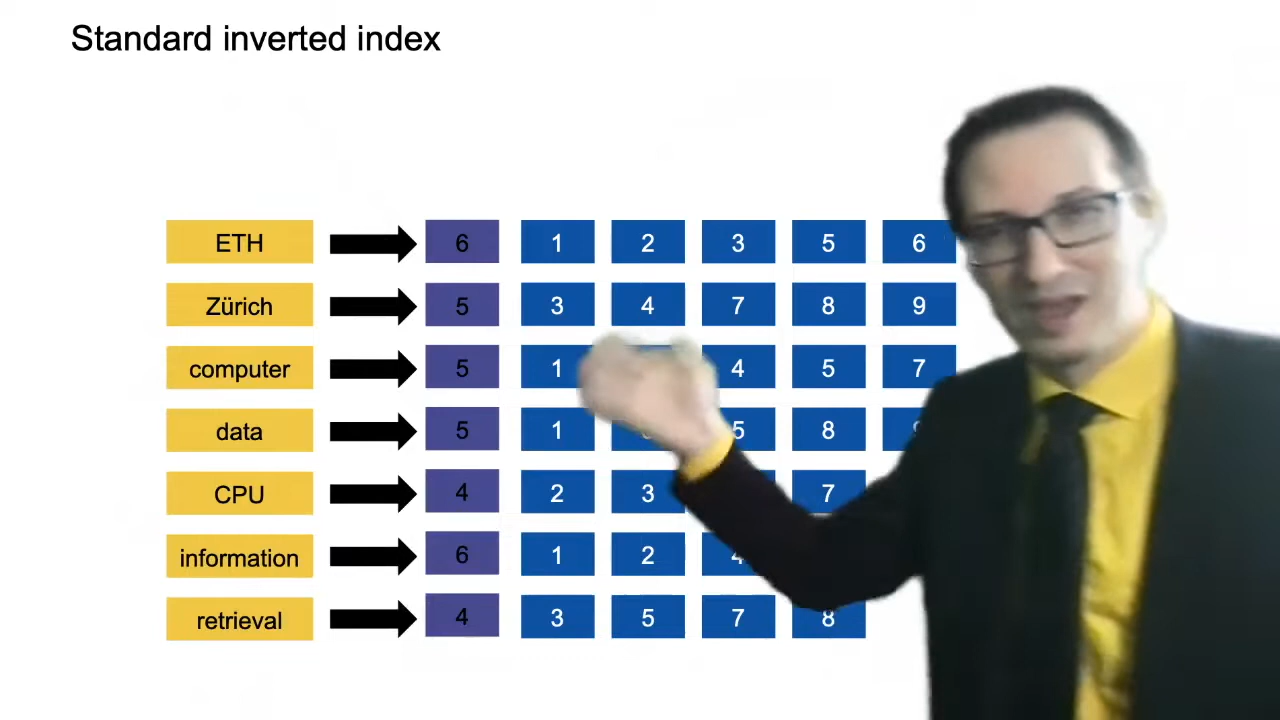 Standard inverted index
ETH 6 1 2 3 5 6
Zürich 5 3 4 7 8 9
computer 5 1 4 5 7
data 5 1 5 8
CPU 4 2 3 7
information 6 1 2 4
retrieval 4 3 5 7 8